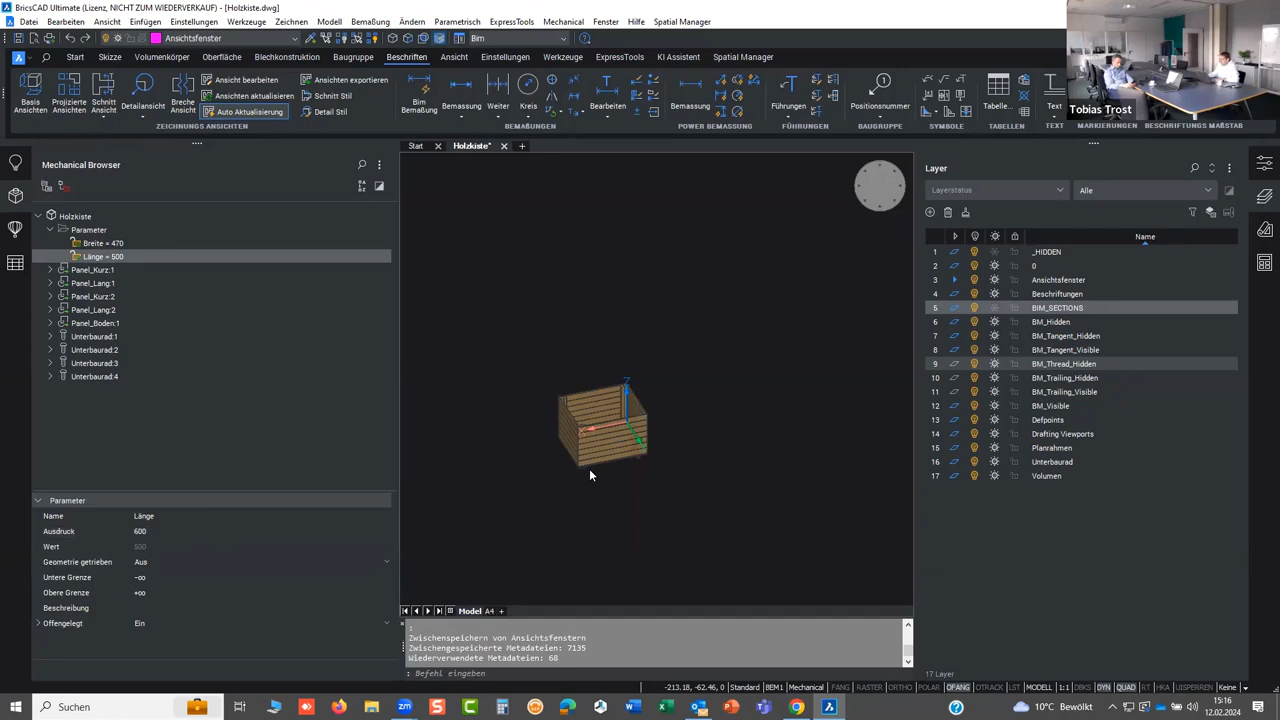 BricsCAD Ultimate (Lizenz, NICHT ZUM WIEDERVERKAUF) - [Holzkiste.dwg]
Datei Bearbeiten Ansicht Einfügen Einstellungen Werkzeuge Zeichnen Modell Bemaßung Ändern Parametrisch ExpressTools Mechanical Fenster Hilfe Spatial Manager
Ansichtsfenster
Bim
Start Skizze Volumenkörper Oberfläche Blechkonstruktion Baugruppe Beschriften Ansicht Einstellungen Werkzeuge ExpressTools KI Assistent Spatial Manager
Basis Ansichten
Projizierte Ansichten
Schnitt Ansicht
Detailansicht
Breche Ansicht
Ansicht bearbeiten
Ansichten aktualisieren
Auto Aktualisierung
Ansichten exportieren
Schnitt Stil
Detail Stil
Bim Bemaßung
Bemassung
Weiter
Kreis
Bearbeiten
Bemassung
Führungen
Positionsnummer
Tabelle...
Text
ZEICHNUNGS ANSICHTEN
BEMAßUNGEN
POWER BEMASSUNG
FÜHRUNGEN
BAUGRUPPE
SYMBOLE
TABELLEN
TEXT
MARKIERUNGEN
BESCHRIFTUNGS MAßSTAB
Tobias Trost
Start
Holzkiste*
Mechanical Browser
Holzkiste
Parameter
Breite = 470
Länge = 500
Panel_Kurz:1
Panel_Lang:1
Panel_Kurz:2
Panel_Lang:2
Panel_Boden:1
Unterbaurad:1
Unterbaurad:2
Unterbaurad:3
Unterbaurad:4
Parameter
Name Länge
Ausdruck 600
Wert 500
Geometrie getrieben Aus
Untere Grenze -∞
Obere Grenze +∞
Beschreibung
Offengelegt Ein
Z
Model A4 +
:
Zwischenspeichern von Ansichtsfenstern
Zwischengespeicherte Metadateien: 7135
Wiederverwendete Metadateien: 68
: Befehl eingeben
Layer
Layerstatus
Alle
Name
1 _HIDDEN
2 0
3 Ansichtsfenster
4 Beschriftungen
5 BIM_SECTIONS
6 BM_Hidden
7 BM_Tangent_Hidden
8 BM_Tangent_Visible
9 BM_Thread_Hidden
10 BM_Trailing_Hidden
11 BM_Trailing_Visible
12 BM_Visible
13 Defpoints
14 Drafting Viewports
15 Planrahmen
16 Unterbaurad
17 Volumen
17 Layer
-213.18, -62.46, 0 Standard BEM1 Mechanical FANG RASTER ORTHO POLAR OFANG OTRACK LST MODELL 1:1 DBKS DYN QUAD RT HKA UISPERREN Keine
Suchen
10°C Bewölkt
15:16
12.02.2024